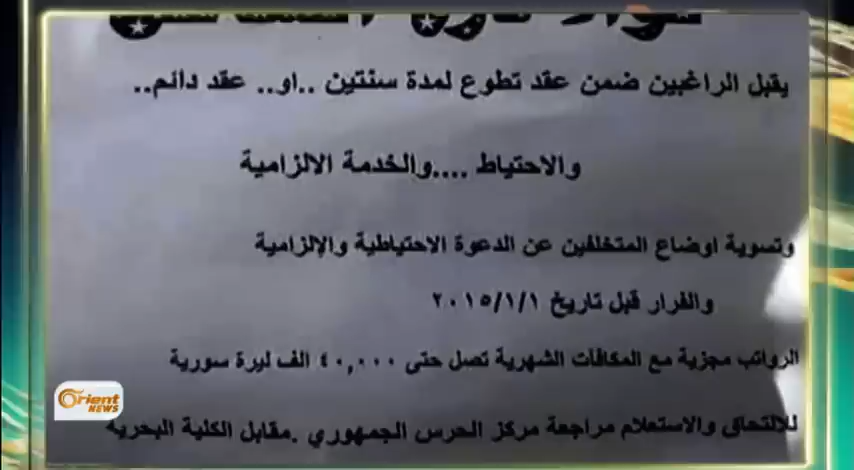 يقبل الراغبين ضمن عقد تطوع لمدة سنتين ..او.. عقد دائم..
والاحتياط ....والخدمة الالزامية
وتسوية اوضاع المتخلفين عن الدعوة الاحتياطية والإلزامية
والفرار قبل تاريخ ٢٠١٥/١/١
الرواتب مجزية مع المكافات الشهرية تصل حتى ٤٠,٠٠٠ الف ليرة سورية
للالتحاق والاستعلام مراجعة مركز الحرس الجمهوري .مقابل الكلية البحرية
Orient
NEWS